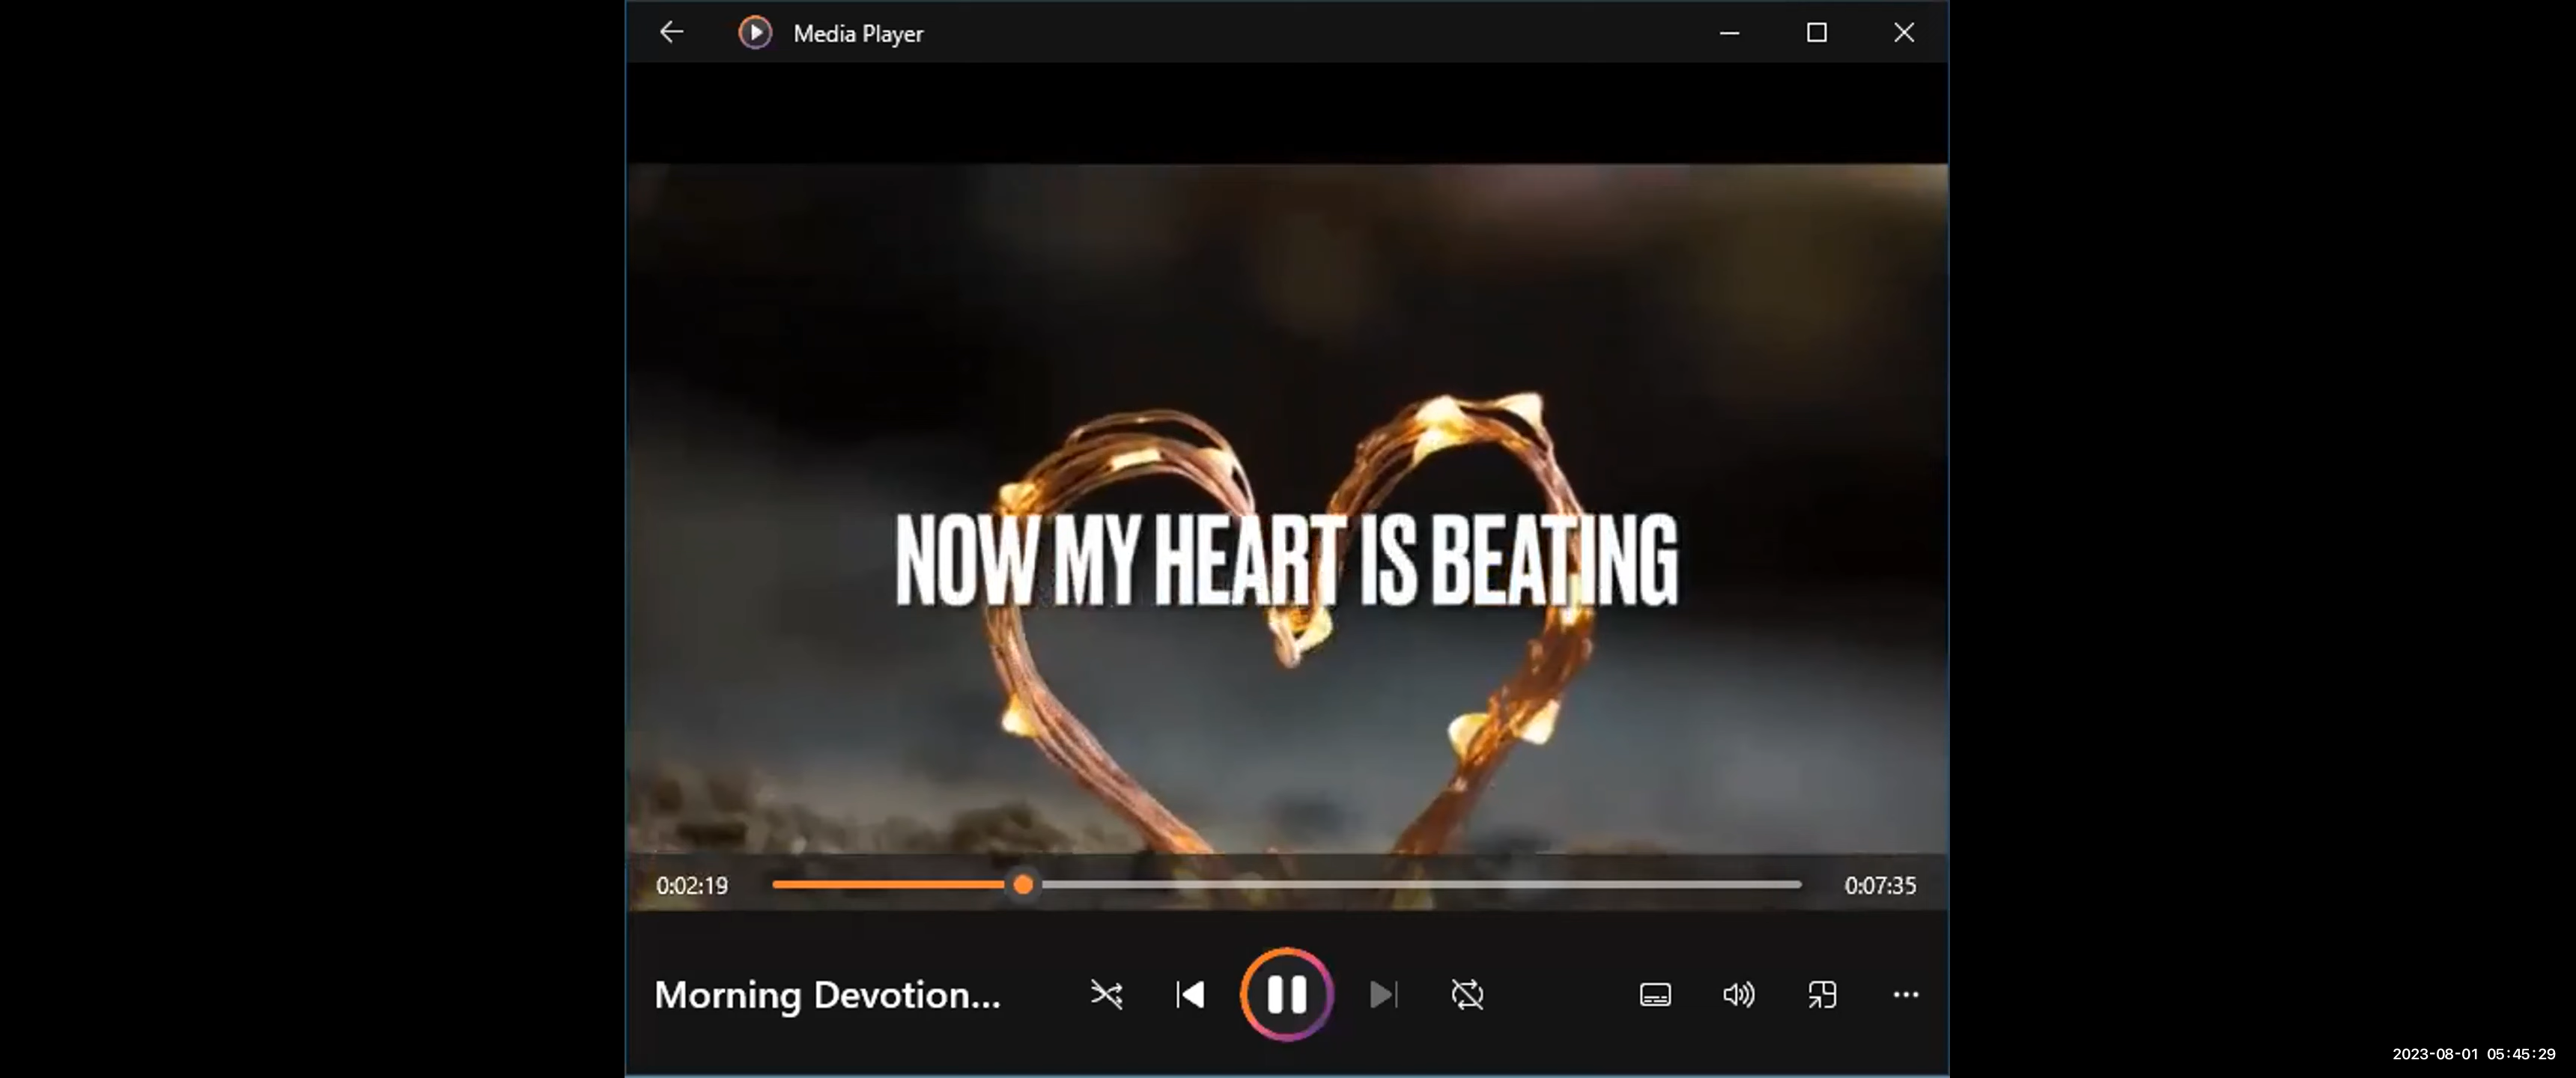 Media Player
NOW MY HEART IS BEATING
0:02:19
0:07:35
Morning Devotion...
2023-08-01 05:45:29